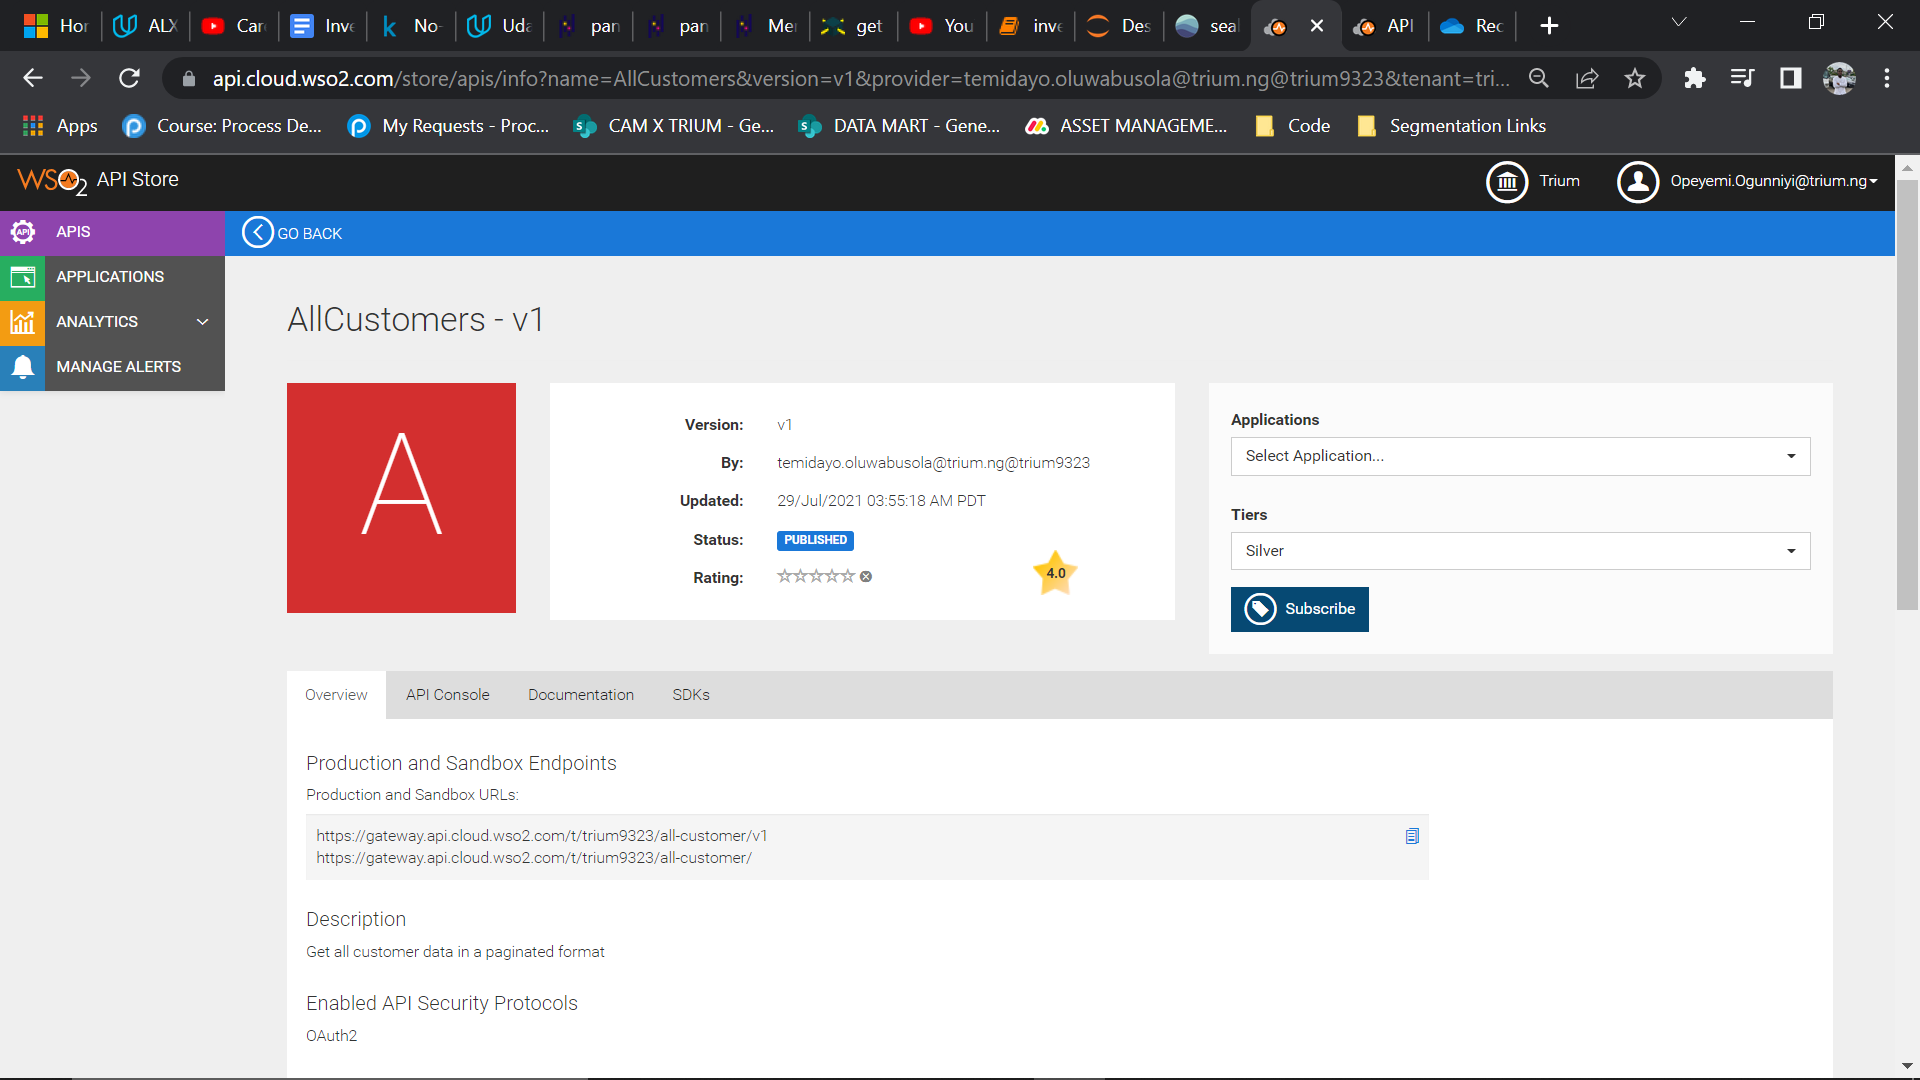 Hor
ALX
Car
Inve
No-
Uda
pan
pan
Mer
get
You
inve
Des
seal
API
Rec
api.cloud.wso2.com/store/apis/info?name=AllCustomers&version=v1&provider=temidayo.oluwabusola@trium.ng@trium9323&tenant=tri...
Apps
Course: Process De...
My Requests - Proc...
CAM X TRIUM - Ge...
DATA MART - Gene...
ASSET MANAGEME...
Code
Segmentation Links
WSO2 API Store
Trium
Opeyemi.Ogunniyi@trium.ng
APIS
GO BACK
APPLICATIONS
ANALYTICS
MANAGE ALERTS
AllCustomers - v1
A
Version: v1
By: temidayo.oluwabusola@trium.ng@trium9323
Updated: 29/Jul/2021 03:55:18 AM PDT
Status: PUBLISHED
Rating:
4.0
Applications
Select Application...
Tiers
Silver
Subscribe
Overview
API Console
Documentation
SDKs
Production and Sandbox Endpoints
Production and Sandbox URLs:
https://gateway.api.cloud.wso2.com/t/trium9323/all-customer/v1
https://gateway.api.cloud.wso2.com/t/trium9323/all-customer/
Description
Get all customer data in a paginated format
Enabled API Security Protocols
OAuth2